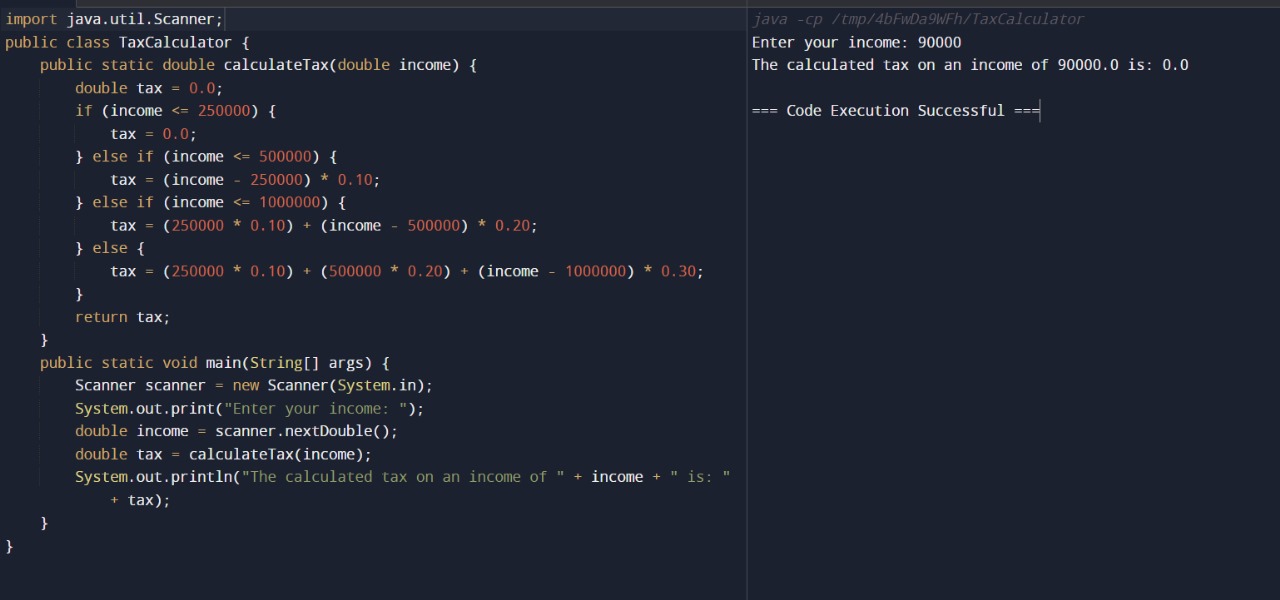 import java.util.Scanner;
public class TaxCalculator {
    public static double calculateTax(double income) {
        double tax = 0.0;
        if (income <= 250000) {
            tax = 0.0;
        } else if (income <= 500000) {
            tax = (income - 250000) * 0.10;
        } else if (income <= 1000000) {
            tax = (250000 * 0.10) + (income - 500000) * 0.20;
        } else {
            tax = (250000 * 0.10) + (500000 * 0.20) + (income - 1000000) * 0.30;
        }
        return tax;
    }
    public static void main(String[] args) {
        Scanner scanner = new Scanner(System.in);
        System.out.print("Enter your income: ");
        double income = scanner.nextDouble();
        double tax = calculateTax(income);
        System.out.println("The calculated tax on an income of " + income + " is: "
            + tax);
    }
}
java -cp /tmp/4bFwDa9WFh/TaxCalculator
Enter your income: 90000
The calculated tax on an income of 90000.0 is: 0.0
=== Code Execution Successful ===